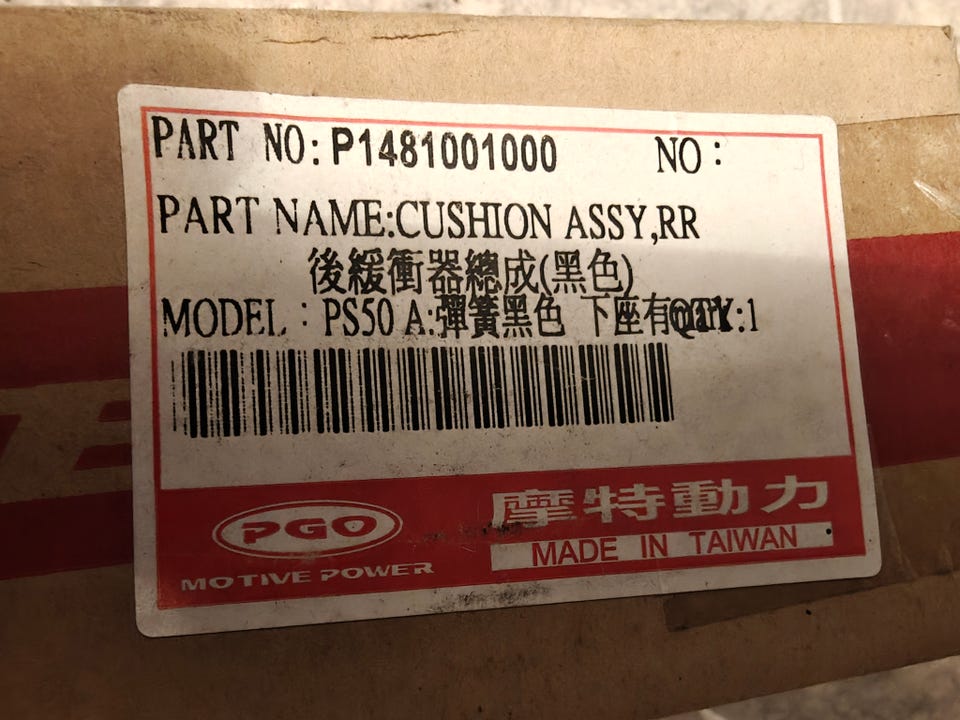 PART NO: P1481001000 NO:
PART NAME:CUSHION ASSY,RR
後緩衝器總成(黑色)
MODEL : PS50 A:彈簧黑色 下座有 QTY:1
PGO 摩特動力
MOTIVE POWER MADE IN TAIWAN